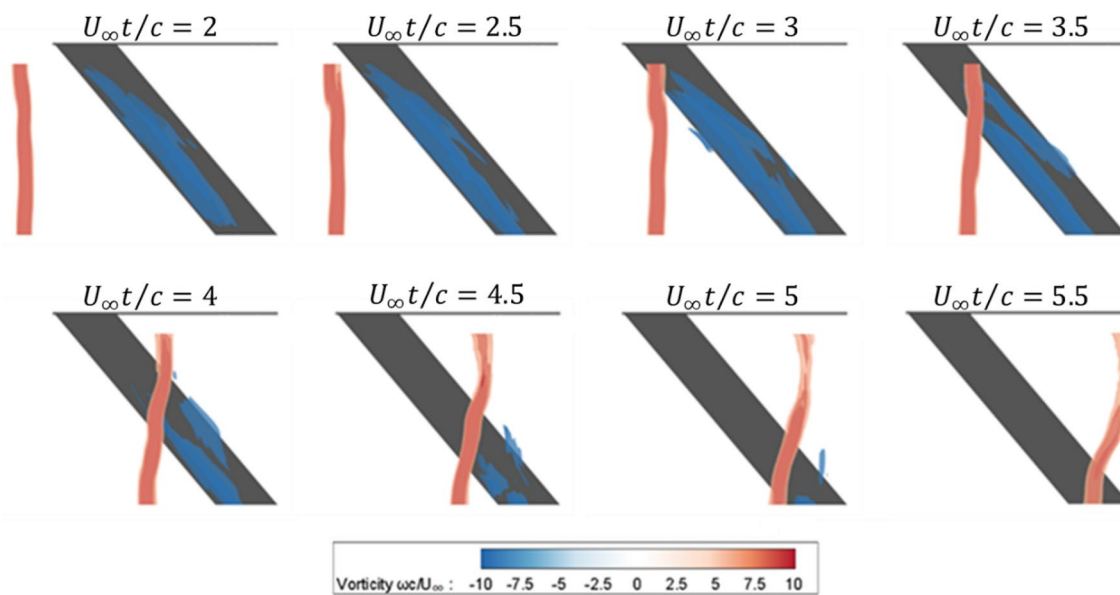 U∞t/c = 2
U∞t/c = 2.5
U∞t/c = 3
U∞t/c = 3.5
U∞t/c = 4
U∞t/c = 4.5
U∞t/c = 5
U∞t/c = 5.5
Vorticity ωc/U∞ : -10 -7.5 -5 -2.5 0 2.5 5 7.5 10